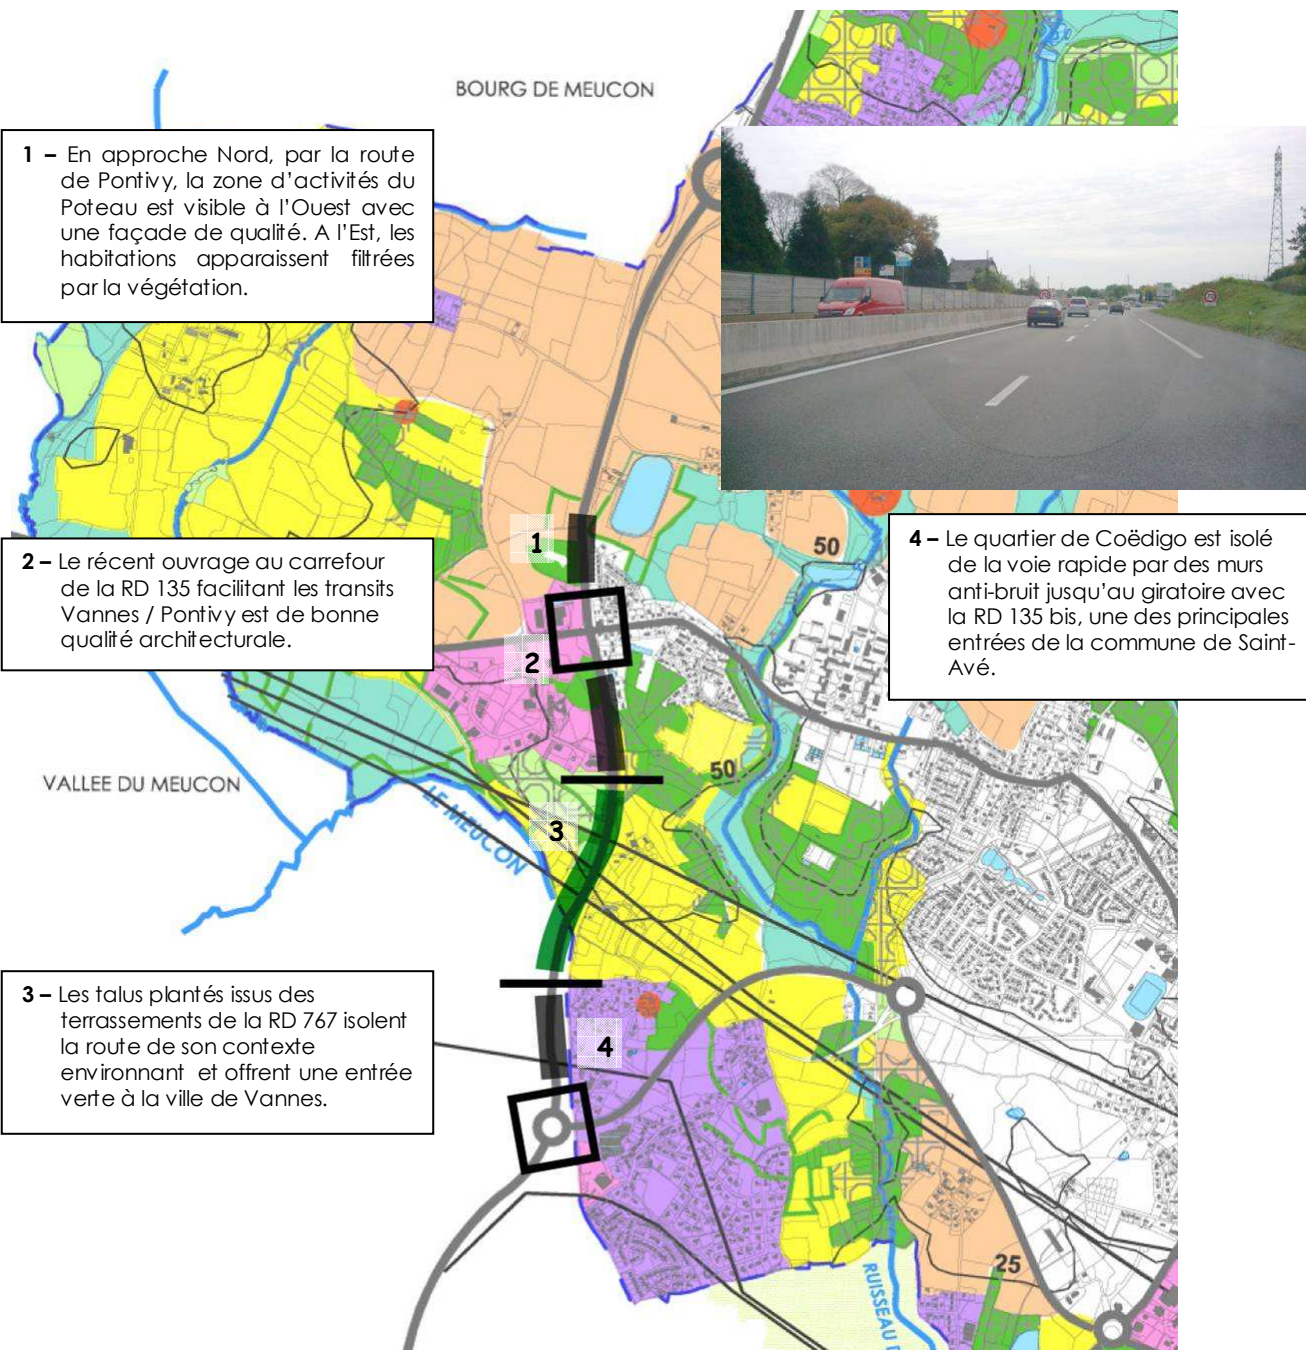 BOURG DE MEUCON
1 – En approche Nord, par la route
de Pontivy, la zone d'activités du
Poteau est visible à l'Ouest avec
une façade de qualité. A l'Est, les
habitations apparaissent filtrées
par la végétation.
1
50
2 – Le récent ouvrage au carrefour
de la RD 135 facilitant les transits
Vannes / Pontivy est de bonne
qualité architecturale.
4 – Le quartier de Coëdigo est isolé
de la voie rapide par des murs
anti-bruit jusqu'au giratoire avec
la RD 135 bis, une des principales
entrées de la commune de Saint-
Avé.
2
50
VALLEE DU MEUCON
LE MEUCON
3
3 – Les talus plantés issus des
terrassements de la RD 767 isolent
la route de son contexte
environnant et offrent une entrée
verte à la ville de Vannes.
4
25
RUISSEAU